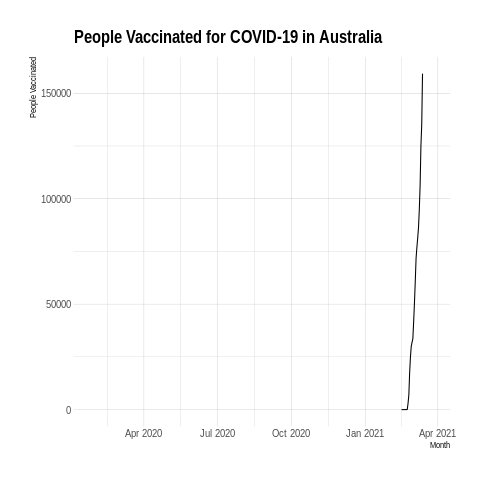 People Vaccinated for COVID-19 in Australia
People Vaccinated
150000
100000
50000
0
Apr 2020 Jul 2020 Oct 2020 Jan 2021 Apr 2021
Month